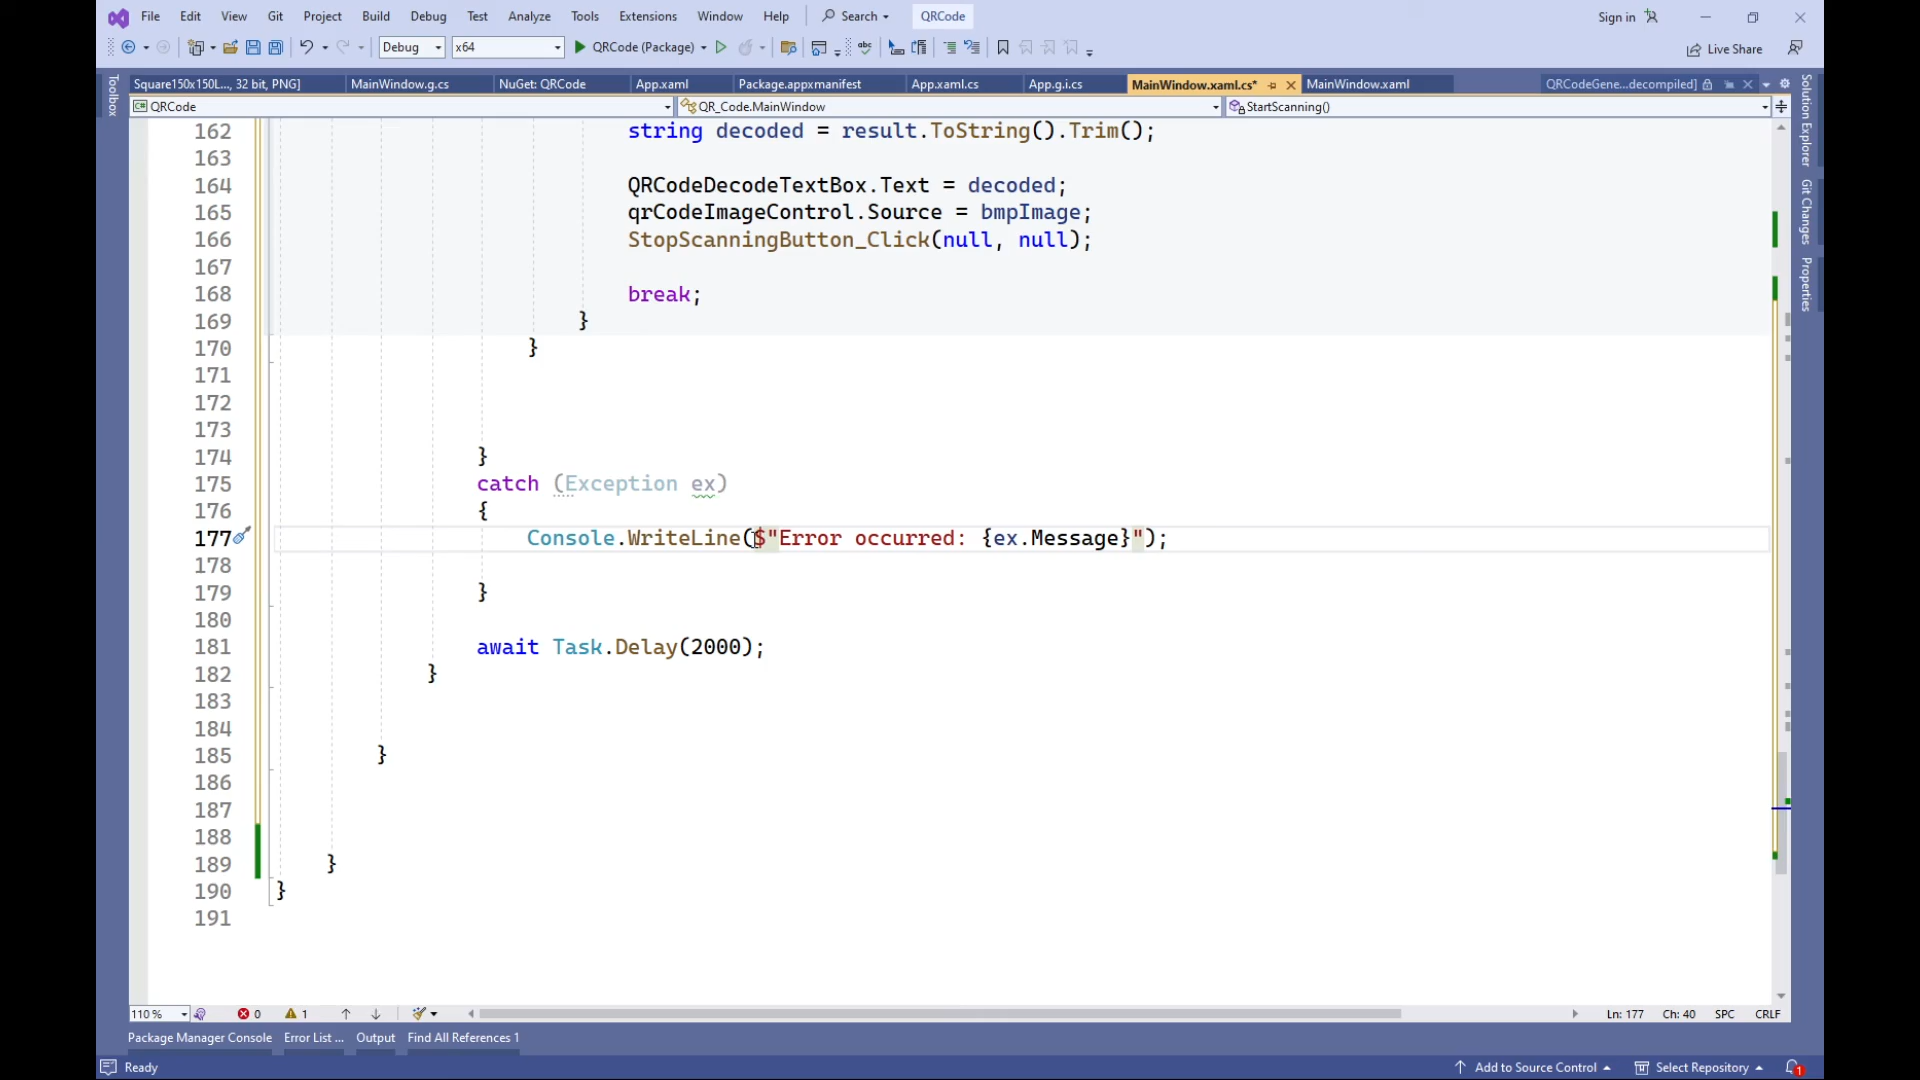 File Edit View Git Project Build Debug Test Analyze Tools Extensions Window Help Search QRCode Sign in
Debug x64 QRCode (Package) Live Share
Square150x150L..., 32 bit, PNG] MainWindow.g.cs NuGet: QRCode App.xaml Package.appxmanifest App.xaml.cs App.g.i.cs MainWindow.xaml.cs* MainWindow.xaml QRCodeGene...decompiled]
QRCode QR_Code.MainWindow StartScanning()
Toolbox
Solution Explorer
Git Changes
Properties
162 string decoded = result.ToString().Trim();
163
164 QRCodeDecodeTextBox.Text = decoded;
165 qrCodeImageControl.Source = bmpImage;
166 StopScanningButton_Click(null, null);
167
168 break;
169 }
170 }
171
172
173
174 }
175 catch (Exception ex)
176 {
177 Console.WriteLine($"Error occurred: {ex.Message}");
178
179 }
180
181 await Task.Delay(2000);
182 }
183
184
185 }
186
187
188
189 }
190 }
191
110 % 0 1 Ln: 177 Ch: 40 SPC CRLF
Package Manager Console Error List ... Output Find All References 1
Ready Add to Source Control Select Repository 1